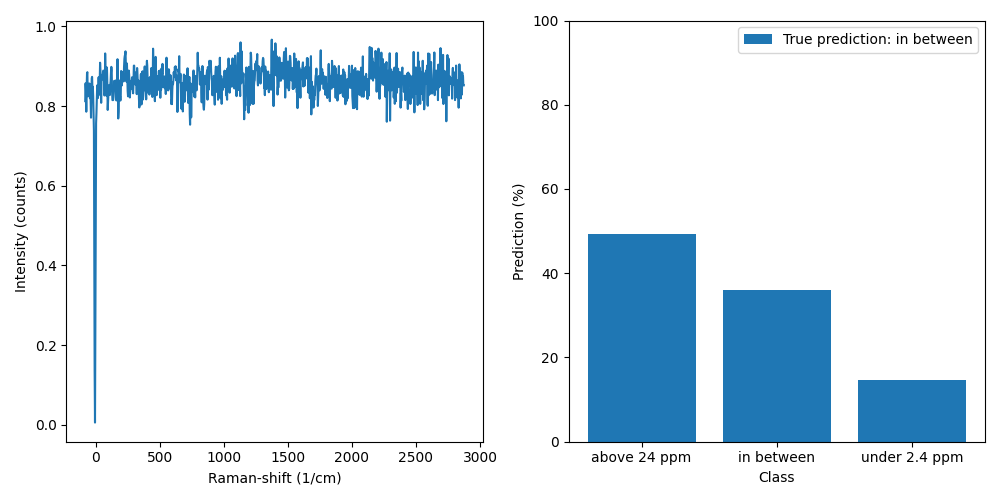 1.0
0.8
0.6
0.4
0.2
0.0
Intensity (counts)
0 500 1000 1500 2000 2500 3000
Raman-shift (1/cm)
True prediction: in between
100
80
60
40
20
0
Prediction (%)
above 24 ppm in between under 2.4 ppm
Class